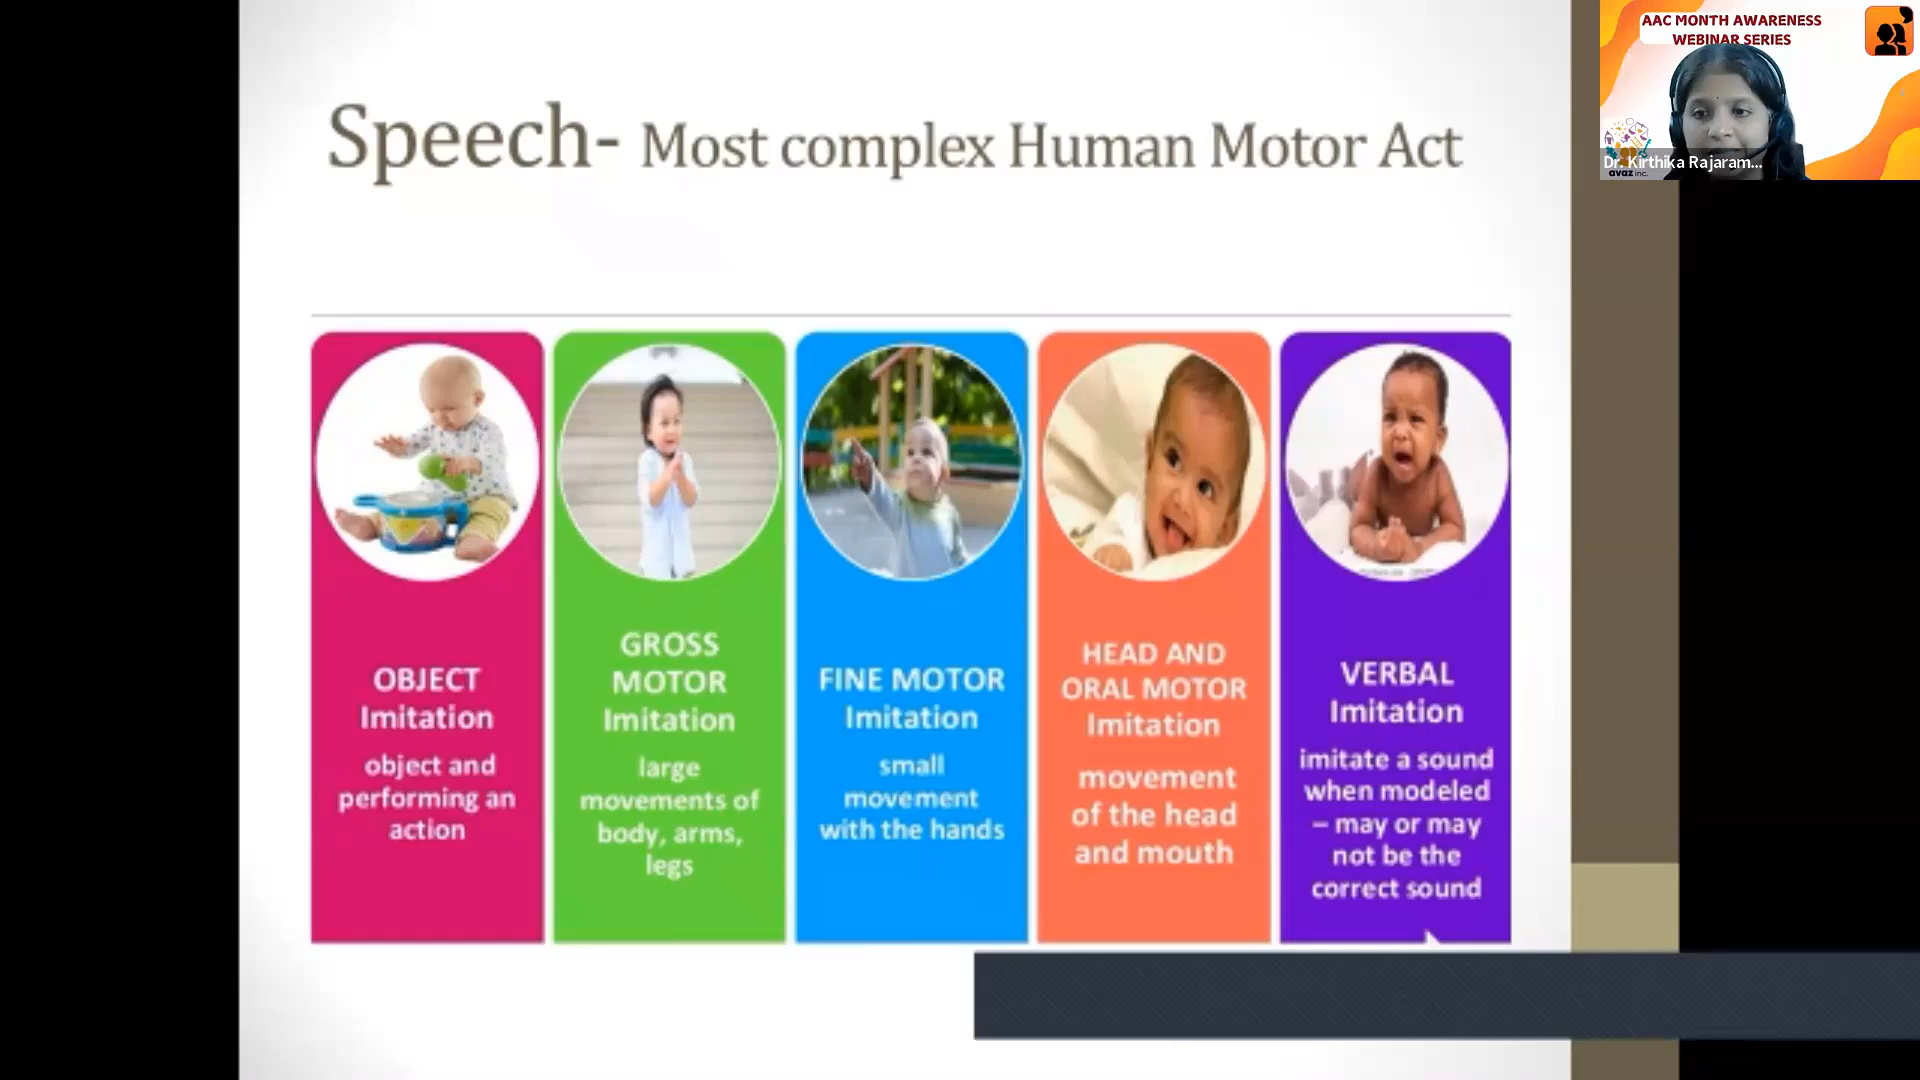 Speech- Most complex Human Motor Act
AAC MONTH AWARENESS
WEBINAR SERIES
Dr. Kirthika Rajaram...
avaz inc.
OBJECT
Imitation
object and
performing an
action
GROSS
MOTOR
Imitation
large
movements of
body, arms,
legs
FINE MOTOR
Imitation
small
movement
with the hands
HEAD AND
ORAL MOTOR
Imitation
movement
of the head
and mouth
VERBAL
Imitation
imitate a sound
when modeled
– may or may
not be the
correct sound